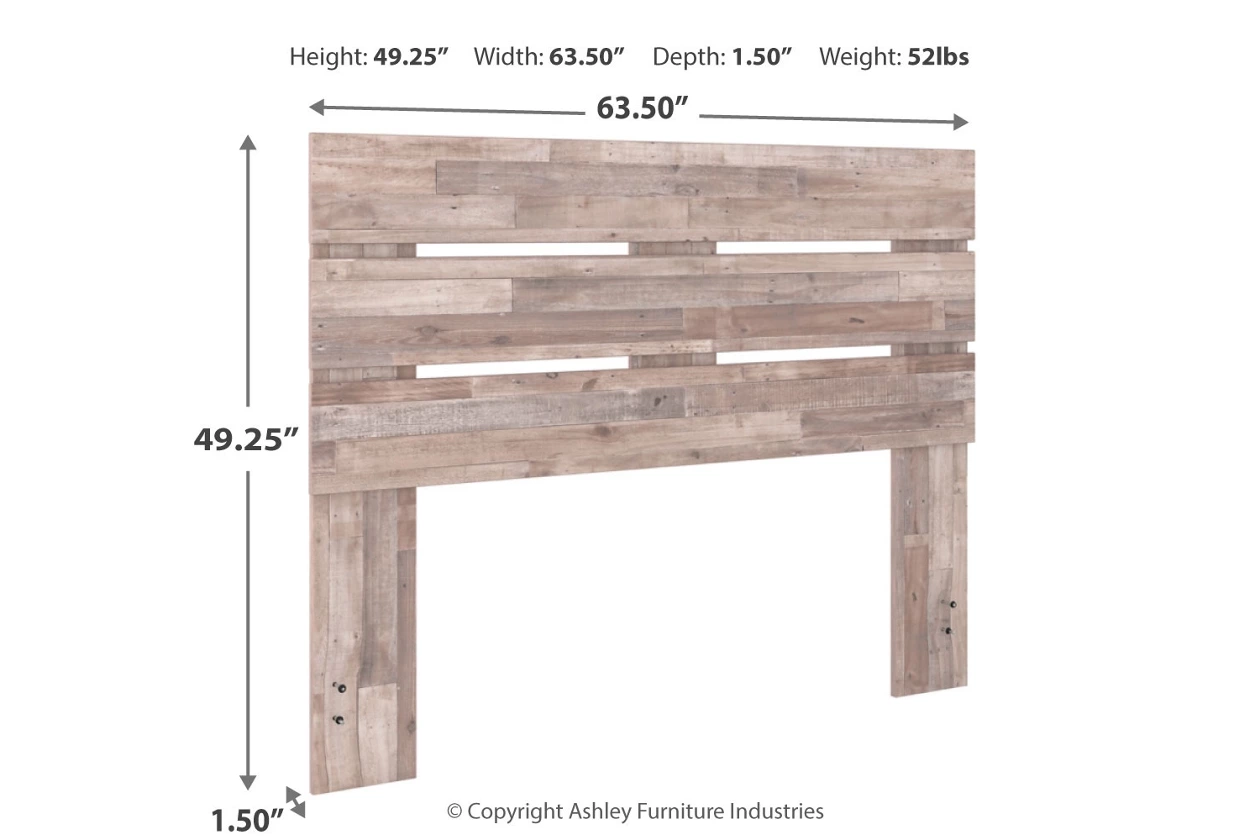 Height: 49.25” Width: 63.50” Depth: 1.50” Weight: 52lbs
63.50”
49.25”
1.50”
© Copyright Ashley Furniture Industries